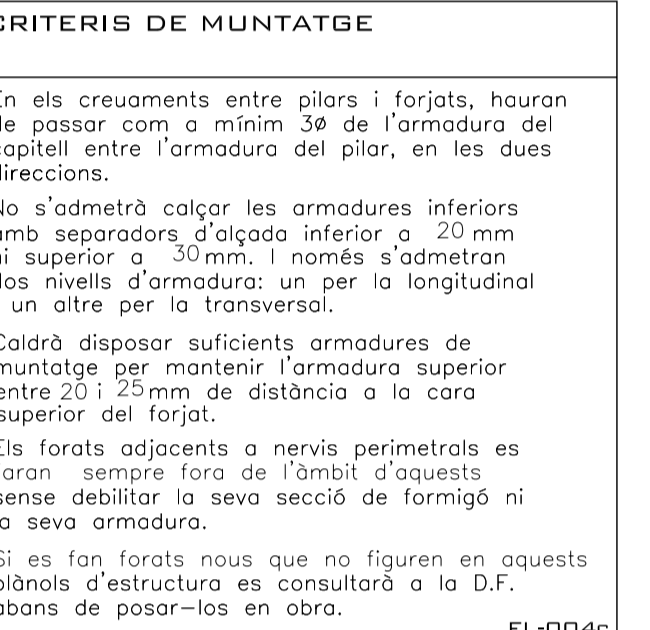 CRITERIS DE MUNTATGE
En els creuaments entre pilars i forjats, hauran
de passar com a mínim 3ø de l'armadura del
capitell entre l'armadura del pilar, en les dues
direccions.
No s'admetrà calçar les armadures inferiors
amb separadors d'alçada inferior a 20 mm
ni superior a 30 mm. I només s'admetran
dos nivells d'armadura: un per la longitudinal
i un altre per la transversal.
Caldrà disposar suficients armadures de
muntatge per mantenir l'armadura superior
entre 20 i 25 mm de distància a la cara
superior del forjat.
Els forats adjacents a nervis perimetrals es
faran sempre fora de l'àmbit d'aquests
sense debilitar la seva secció de formigó ni
la seva armadura.
Si es fan forats nous que no figuren en aquests
plànols d'estructura es consultarà a la D.F.
abans de posar-los en obra.